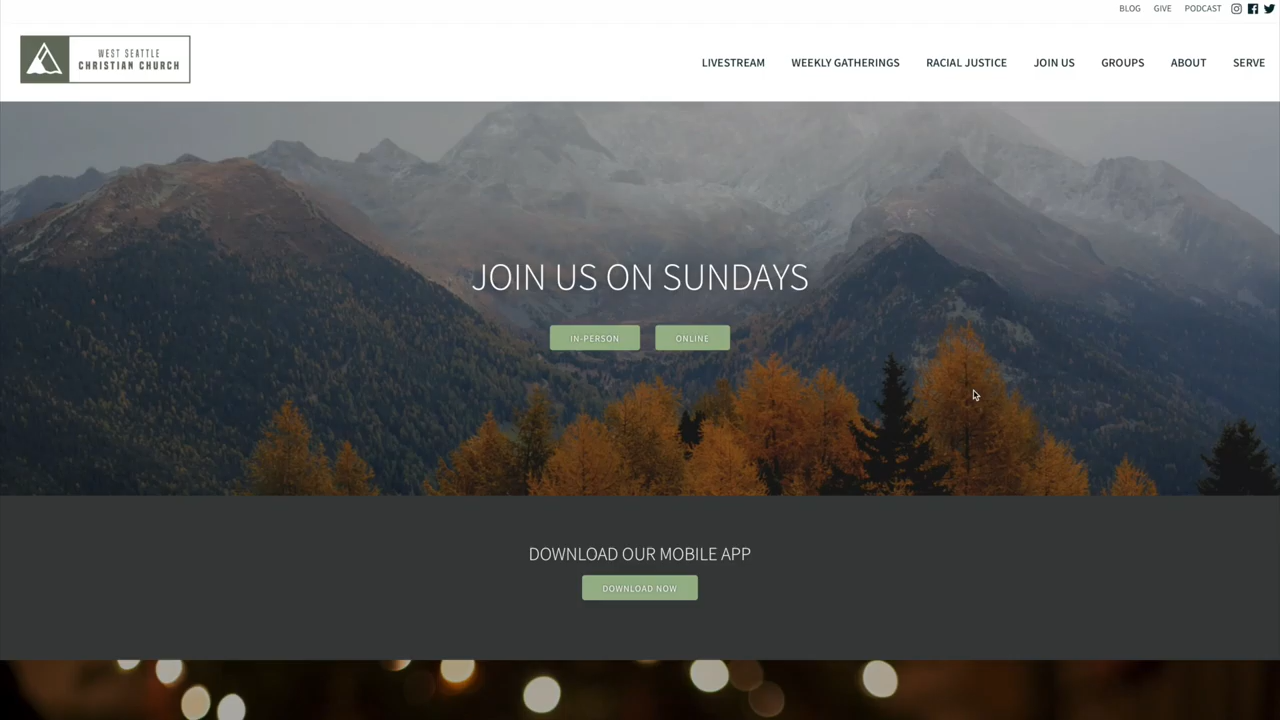 BLOG GIVE PODCAST
WEST SEATTLE
CHRISTIAN CHURCH
LIVESTREAM WEEKLY GATHERINGS RACIAL JUSTICE JOIN US GROUPS ABOUT SERVE
JOIN US ON SUNDAYS
IN-PERSON ONLINE
DOWNLOAD OUR MOBILE APP
DOWNLOAD NOW